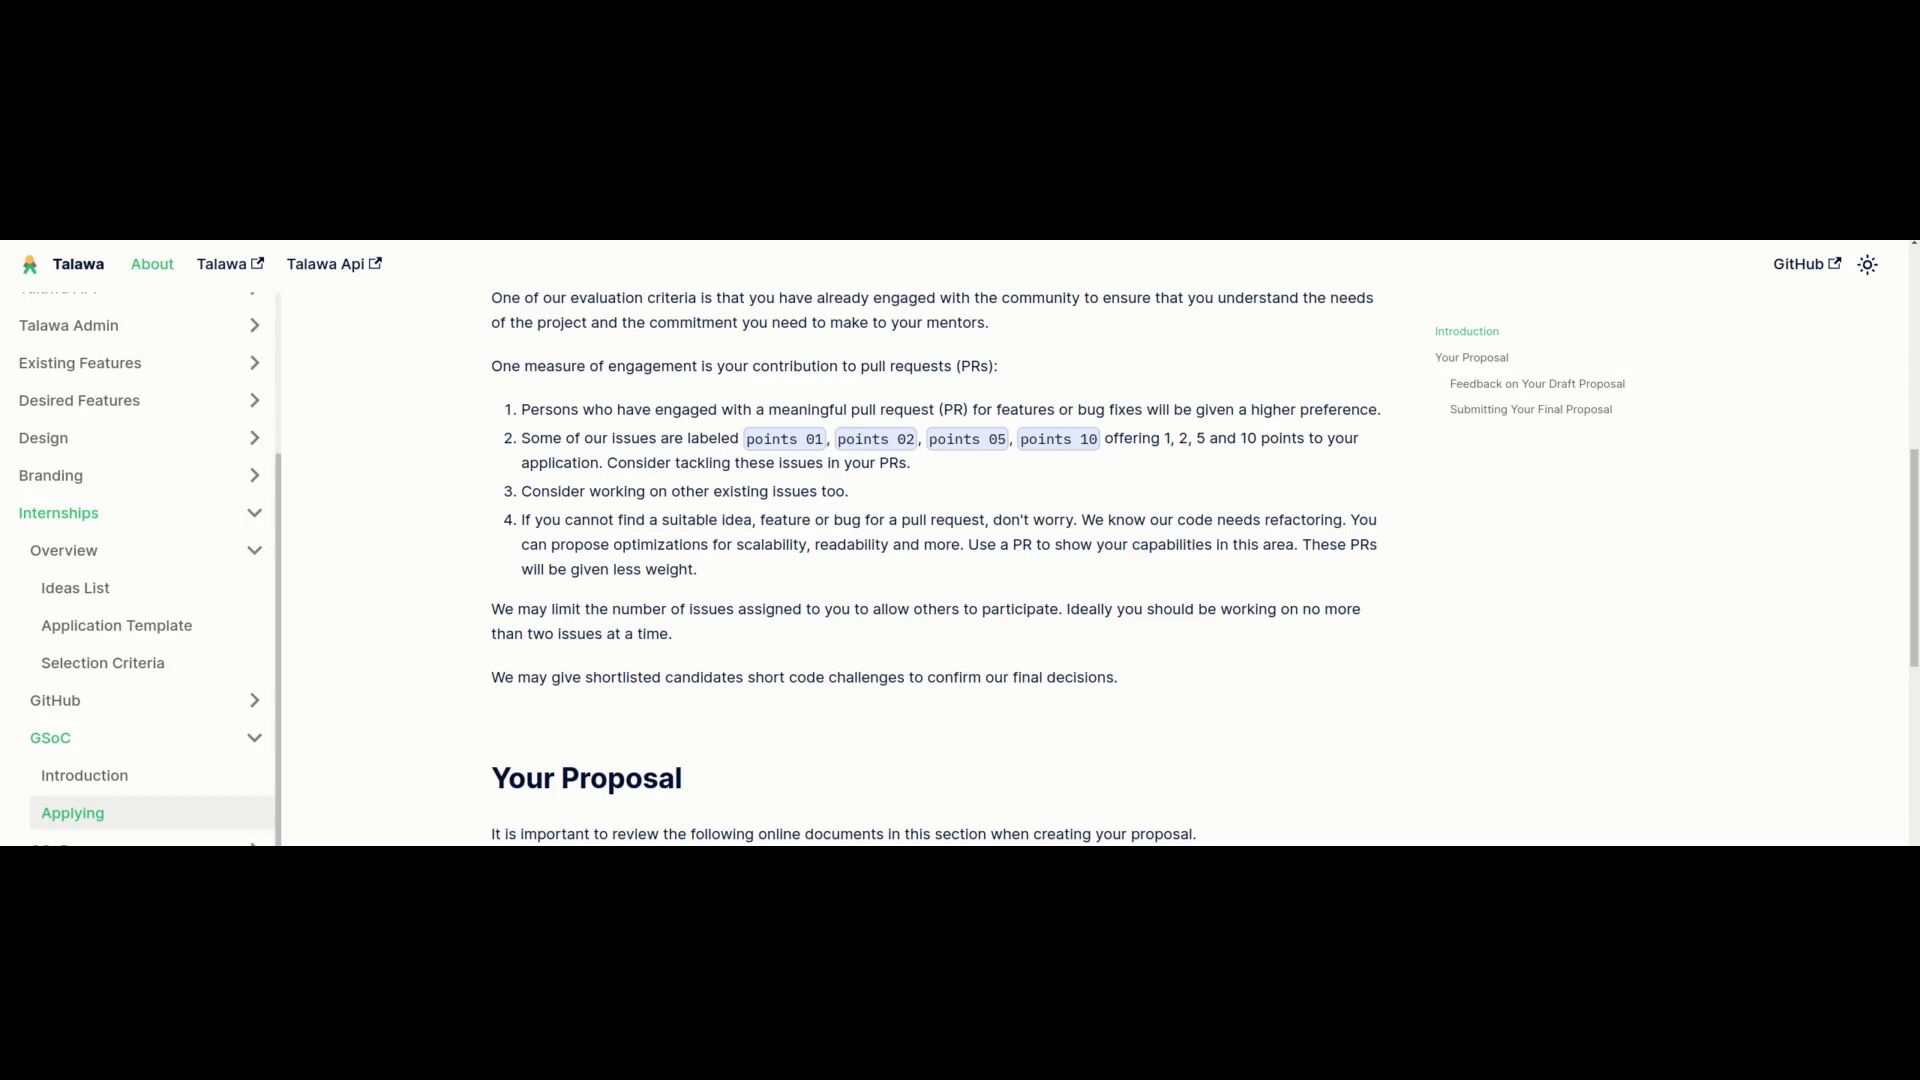 Talawa About Talawa Talawa Api GitHub
Talawa Admin
Existing Features
Desired Features
Design
Branding
Internships
Overview
Ideas List
Application Template
Selection Criteria
GitHub
GSoC
Introduction
Applying
One of our evaluation criteria is that you have already engaged with the community to ensure that you understand the needs
of the project and the commitment you need to make to your mentors.
One measure of engagement is your contribution to pull requests (PRs):
1. Persons who have engaged with a meaningful pull request (PR) for features or bug fixes will be given a higher preference.
2. Some of our issues are labeled points 01, points 02, points 05, points 10 offering 1, 2, 5 and 10 points to your
application. Consider tackling these issues in your PRs.
3. Consider working on other existing issues too.
4. If you cannot find a suitable idea, feature or bug for a pull request, don't worry. We know our code needs refactoring. You
can propose optimizations for scalability, readability and more. Use a PR to show your capabilities in this area. These PRs
will be given less weight.
We may limit the number of issues assigned to you to allow others to participate. Ideally you should be working on no more
than two issues at a time.
We may give shortlisted candidates short code challenges to confirm our final decisions.
Your Proposal
It is important to review the following online documents in this section when creating your proposal.
Introduction
Your Proposal
Feedback on Your Draft Proposal
Submitting Your Final Proposal